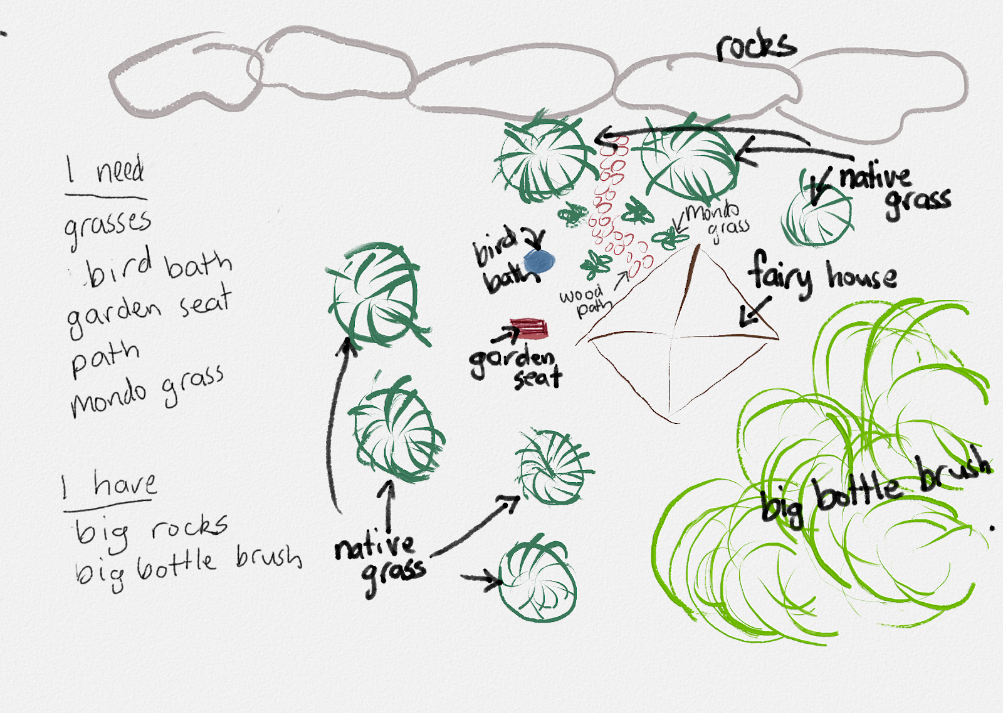 rocks
I need
grasses
bird bath
garden seat
path
Mondo grass
I have
big rocks
big bottle brush
native
grass
Mondo
grass
bird
bath
wood
path
fairy house
garden
seat
big bottle brush
native
grass